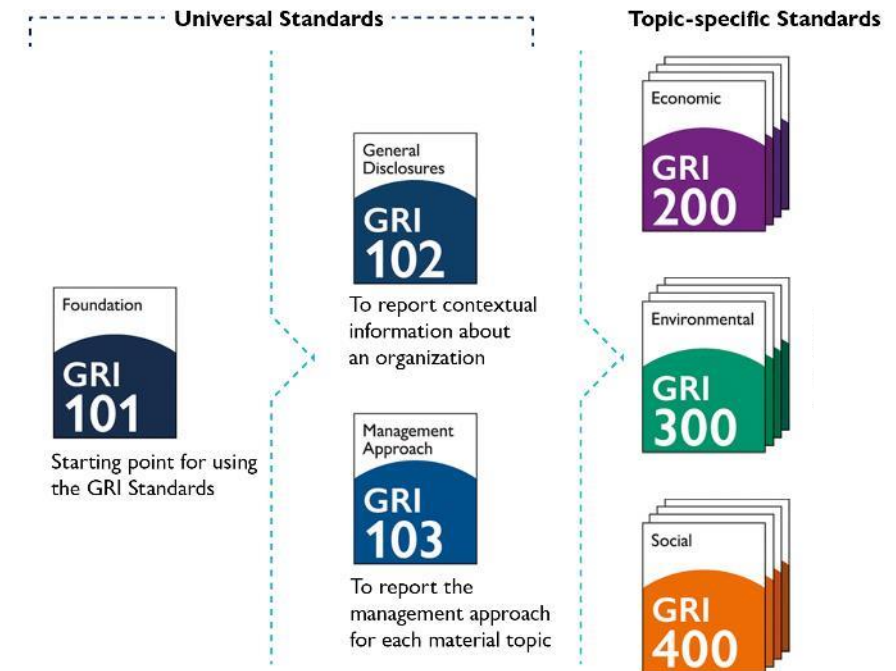 Universal Standards
Topic-specific Standards
Foundation
GRI
101
Starting point for using
the GRI Standards
General
Disclosures
GRI
102
To report contextual
information about
an organization
Management
Approach
GRI
103
To report the
management approach
for each material topic
Economic
GRI
200
Environmental
GRI
300
Social
GRI
400